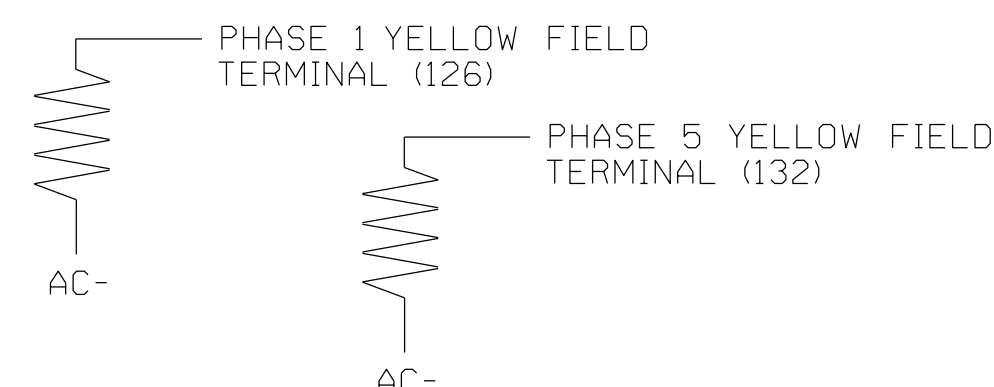 PHASE 1 YELLOW FIELD
TERMINAL (126)
PHASE 5 YELLOW FIELD
TERMINAL (132)
AC-
AC-